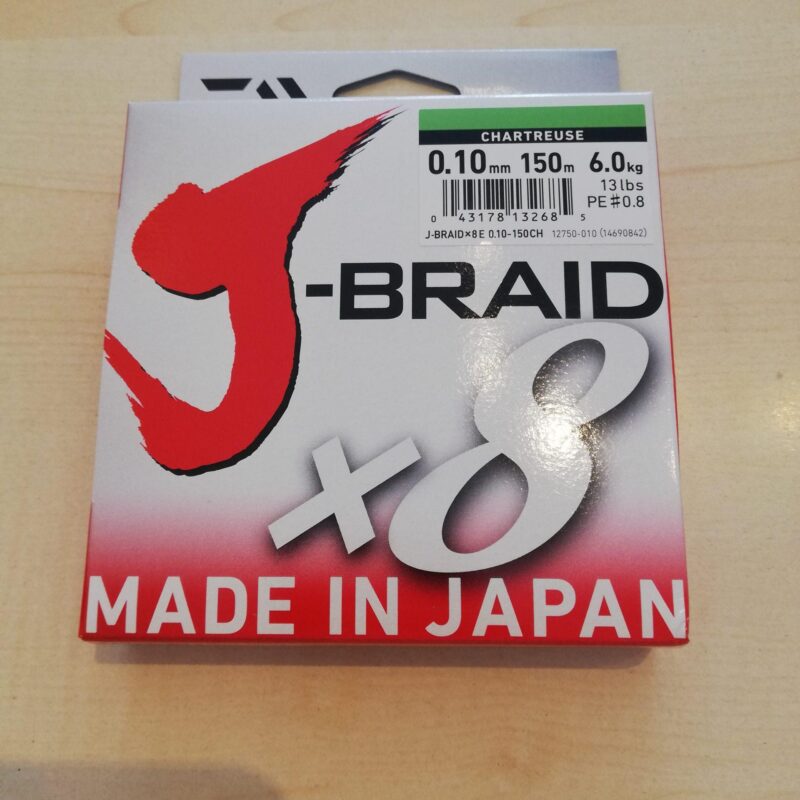 CHARTREUSE
0.10mm 150m 6.0kg
13lbs
PE♯0.8
0 43178 13268 5
J-BRAID×8E 0.10-150CH 12750-010 (14690842)
J-BRAID
×8
MADE IN JAPAN